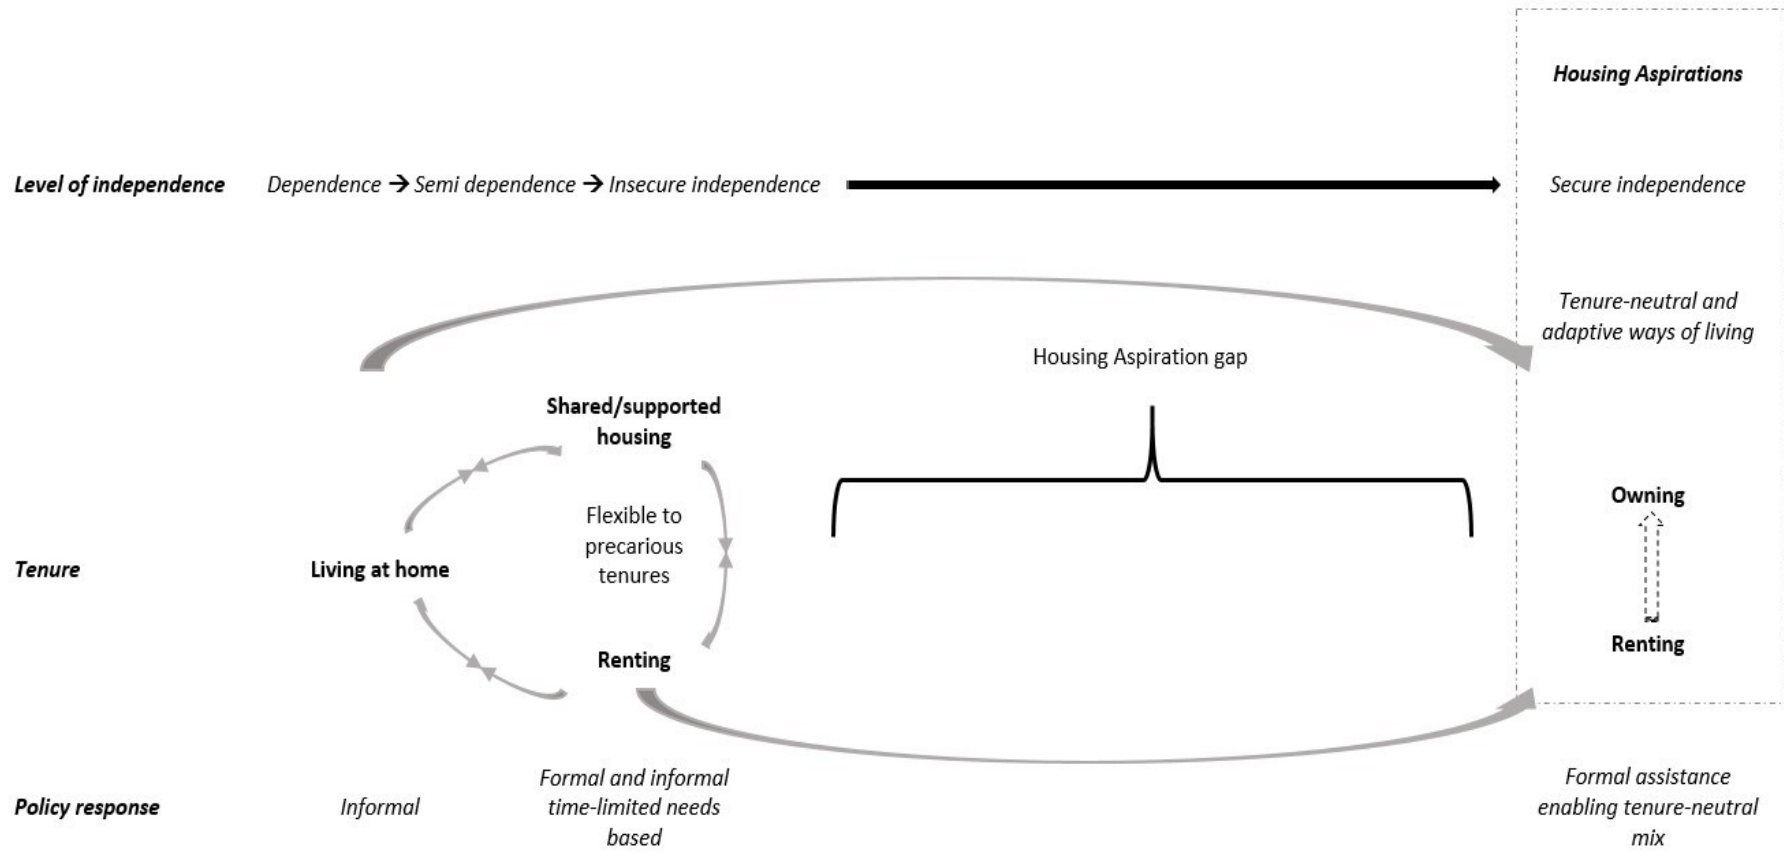 Housing Aspirations
Level of independence
Dependence → Semi dependence → Insecure independence
Secure independence
Tenure-neutral and
adaptive ways of living
Housing Aspiration gap
Shared/supported
housing
Flexible to
precarious
tenures
Owning
Tenure
Living at home
Renting
Renting
Policy response
Informal
Formal and informal
time-limited needs
based
Formal assistance
enabling tenure-neutral
mix